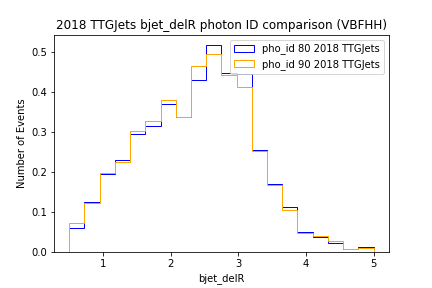 2018 TTGJets bjet_delR photon ID comparison (VBFHH)
pho_id 80 2018 TTGJets
pho_id 90 2018 TTGJets
Number of Events
0.5
0.4
0.3
0.2
0.1
0.0
1 2 3 4 5
bjet_delR